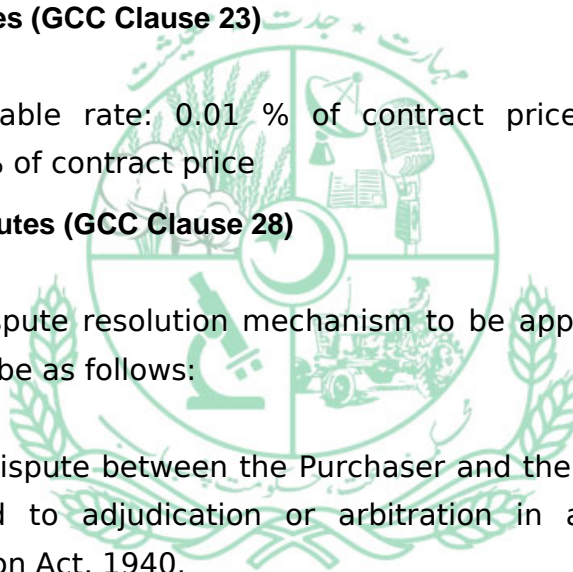 es (GCC Clause 23)
able rate: 0.01 % of contract price
% of contract price
utes (GCC Clause 28)
spute resolution mechanism to be app
be as follows:
ispute between the Purchaser and the
d to adjudication or arbitration in a
on Act, 1940.